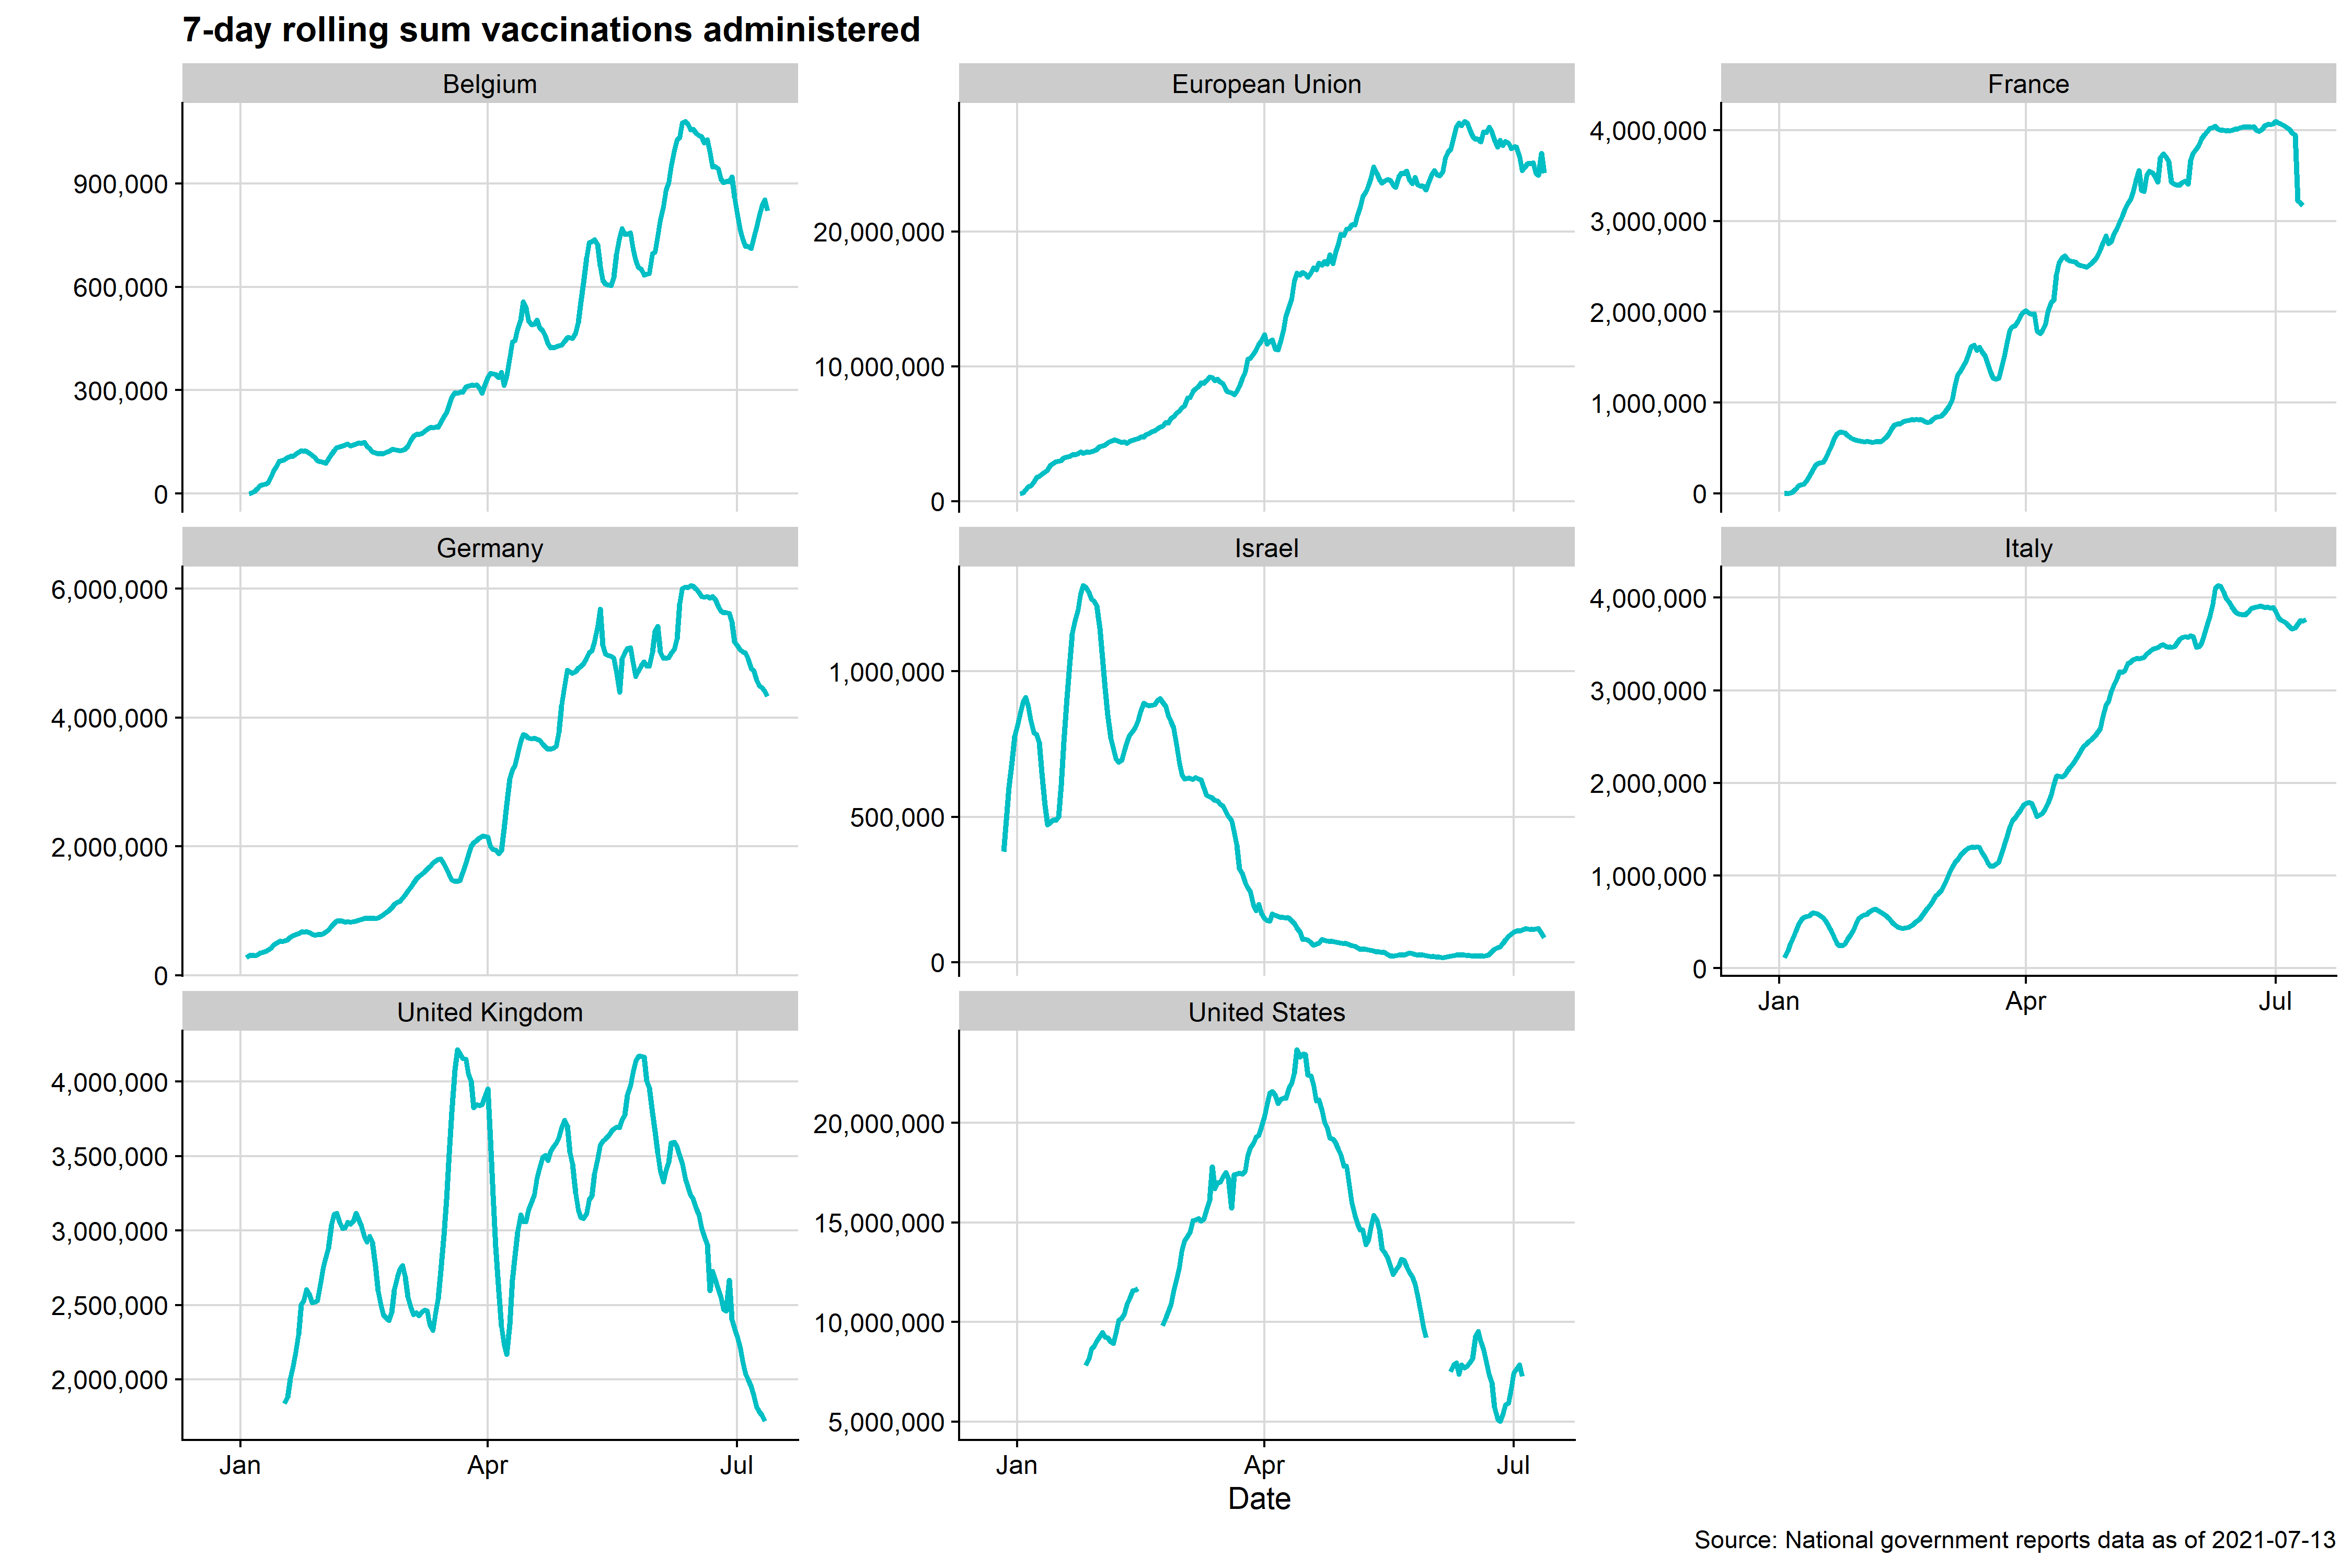 7-day rolling sum vaccinations administered
Belgium
European Union
France
900,000
600,000
300,000
0
20,000,000
10,000,000
0
4,000,000
3,000,000
2,000,000
1,000,000
0
Germany
Israel
Italy
6,000,000
4,000,000
2,000,000
0
1,000,000
500,000
0
4,000,000
3,000,000
2,000,000
1,000,000
0
Jan Apr Jul
United Kingdom
United States
4,000,000
3,500,000
3,000,000
2,500,000
2,000,000
20,000,000
15,000,000
10,000,000
5,000,000
Jan Apr Jul
Jan Apr Jul
Date
Source: National government reports data as of 2021-07-13